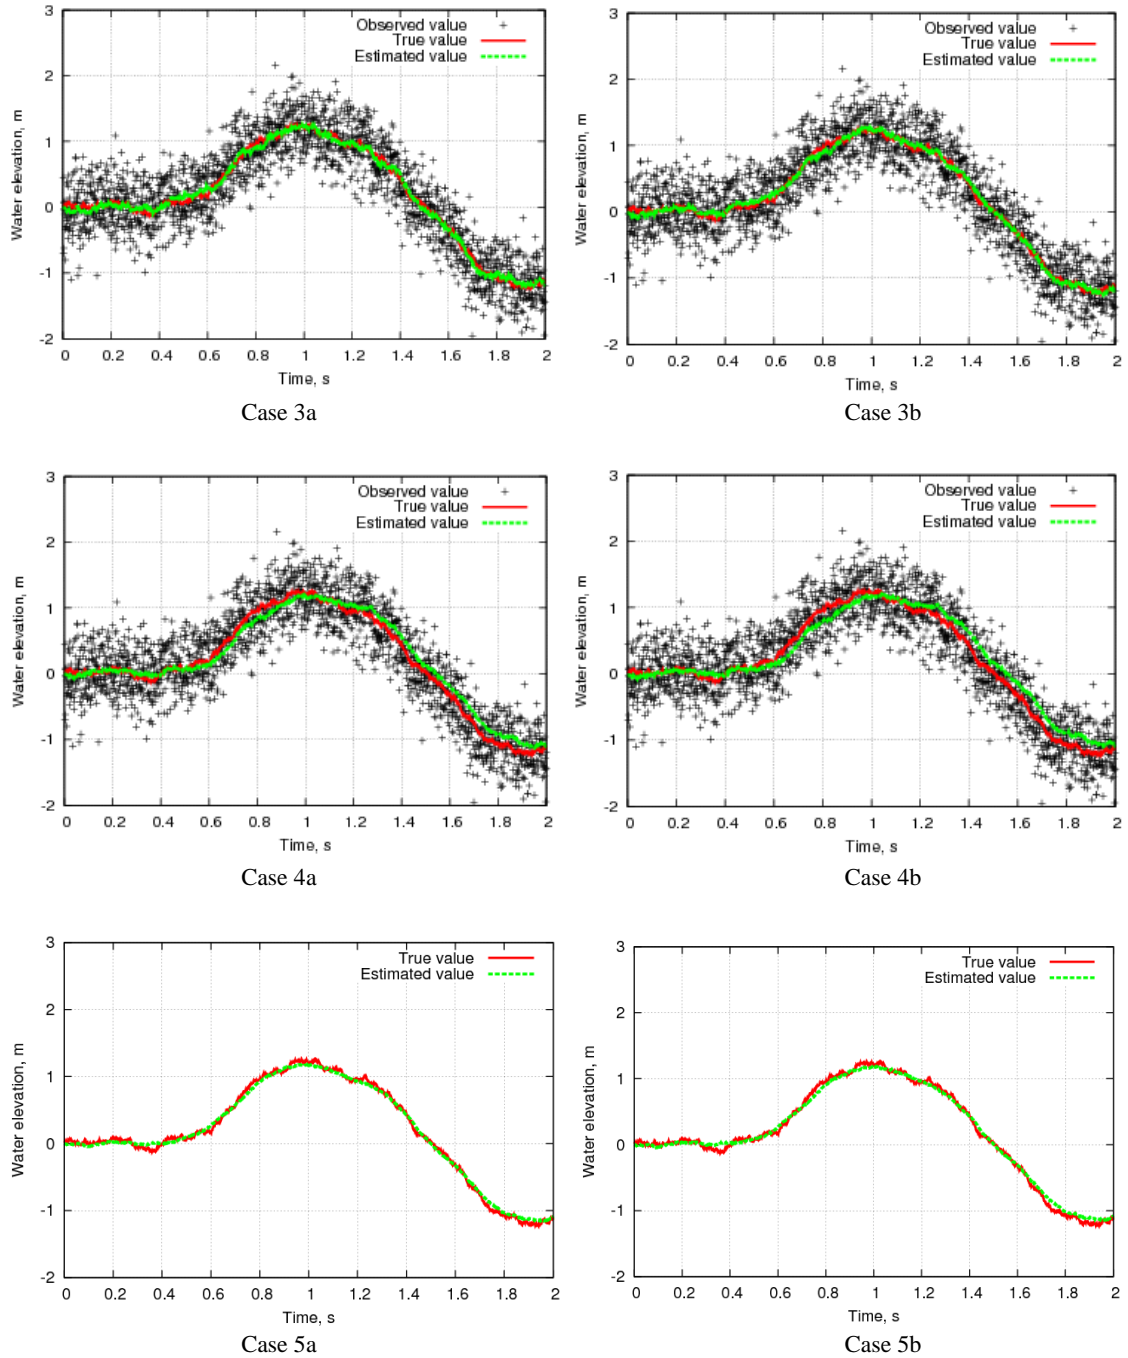 3
2
1
0
-1
-2
Water elevation, m
Observed value
True value
Estimated value
0 0.2 0.4 0.6 0.8 1 1.2 1.4 1.6 1.8 2
Time, s
Case 3a
3
2
1
0
-1
-2
Water elevation, m
Observed value
True value
Estimated value
0 0.2 0.4 0.6 0.8 1 1.2 1.4 1.6 1.8 2
Time, s
Case 3b
3
2
1
0
-1
-2
Water elevation, m
Observed value
True value
Estimated value
0 0.2 0.4 0.6 0.8 1 1.2 1.4 1.6 1.8 2
Time, s
Case 4a
3
2
1
0
-1
-2
Water elevation, m
Observed value
True value
Estimated value
0 0.2 0.4 0.6 0.8 1 1.2 1.4 1.6 1.8 2
Time, s
Case 4b
3
2
1
0
-1
-2
Water elevation, m
True value
Estimated value
0 0.2 0.4 0.6 0.8 1 1.2 1.4 1.6 1.8 2
Time, s
Case 5a
3
2
1
0
-1
-2
Water elevation, m
True value
Estimated value
0 0.2 0.4 0.6 0.8 1 1.2 1.4 1.6 1.8 2
Time, s
Case 5b